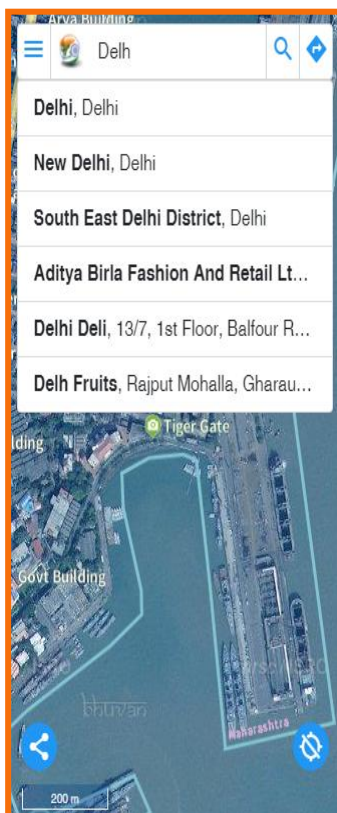 Arya Building
Delh
Delhi, Delhi
New Delhi, Delhi
South East Delhi District, Delhi
Aditya Birla Fashion And Retail Lt...
Delhi Deli, 13/7, 1st Floor, Balfour R...
Delh Fruits, Rajput Mohalla, Gharau...
Tiger Gate
Govt Building
bhuvan
Maharashtra
200 m